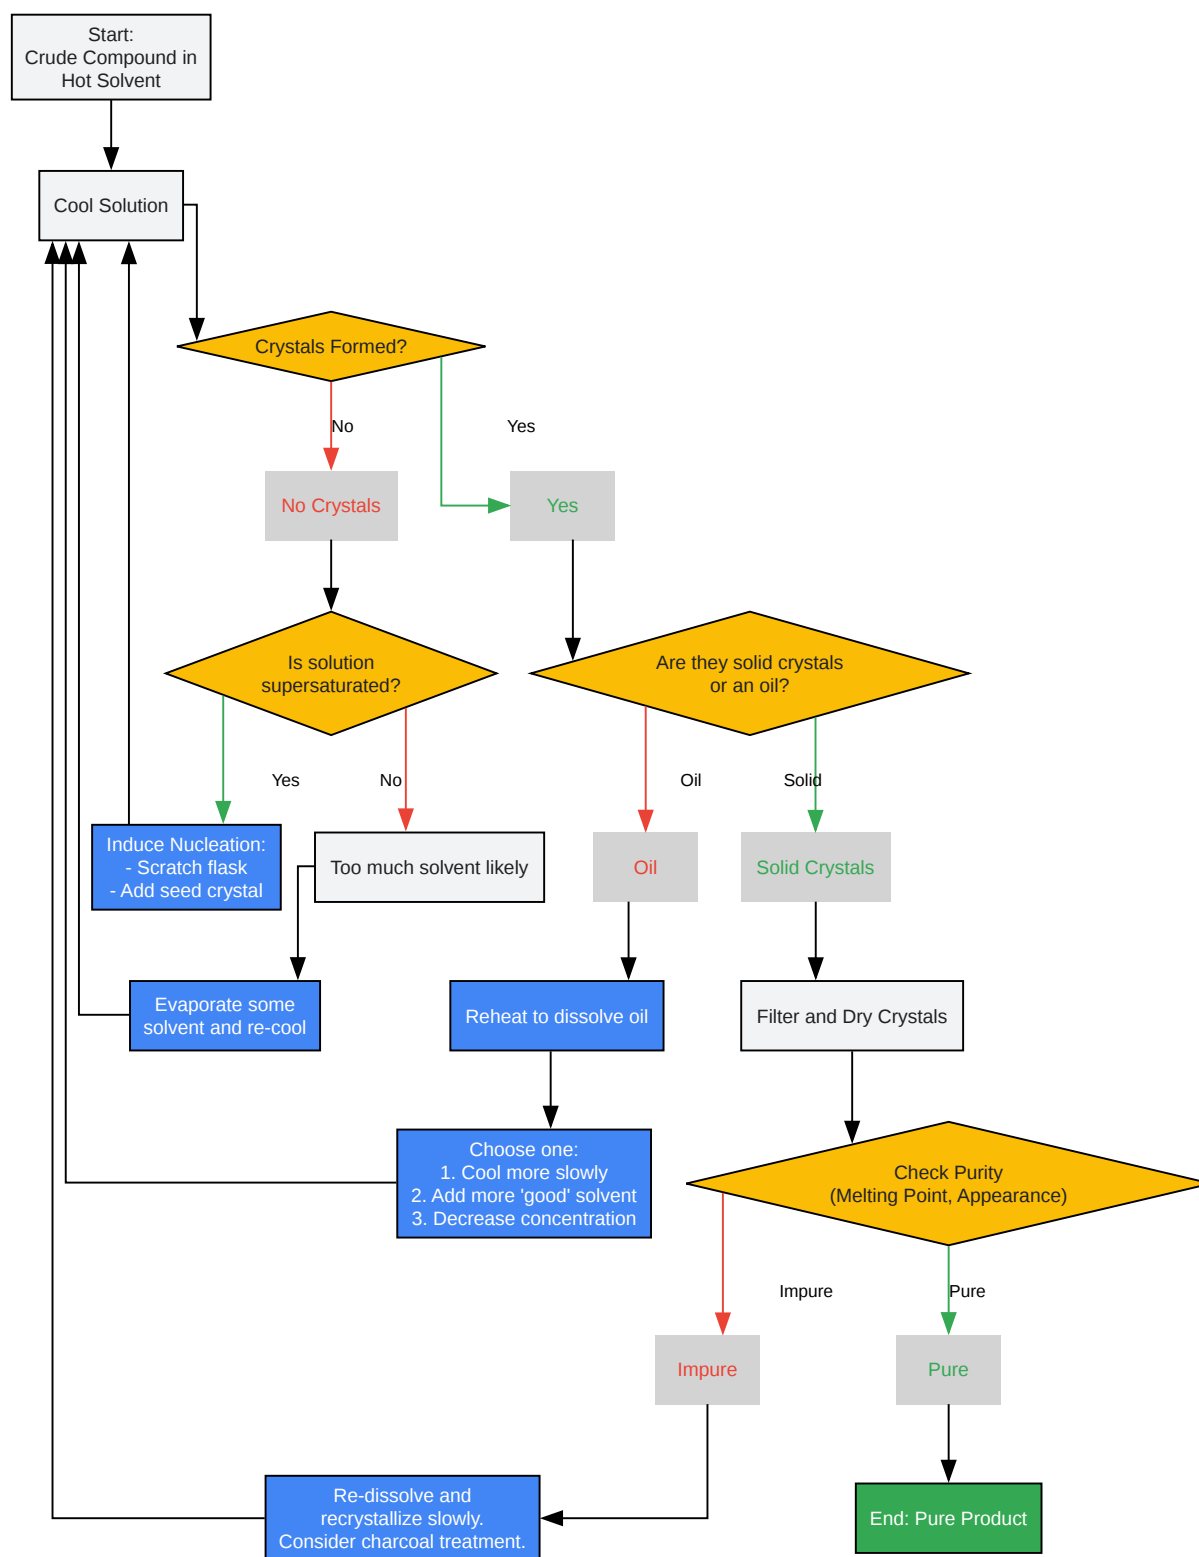 Start:
Crude Compound in
Hot Solvent
Cool Solution
Crystals Formed?
No
Yes
No Crystals
Yes
Is solution
supersaturated?
Are they solid crystals
or an oil?
Yes
No
Oil
Solid
Induce Nucleation:
- Scratch flask
- Add seed crystal
Too much solvent likely
Oil
Solid Crystals
Evaporate some
solvent and re-cool
Reheat to dissolve oil
Filter and Dry Crystals
Choose one:
1. Cool more slowly
2. Add more 'good' solvent
3. Decrease concentration
Check Purity
(Melting Point, Appearance)
Impure
Pure
Impure
Pure
Re-dissolve and
recrystallize slowly.
Consider charcoal treatment.
End: Pure Product